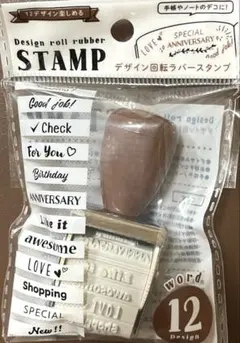 12デザイン楽しめる
Design roll rubber
STAMP
手帳やノートのデコに!
LOVE
SPECIAL
ANNIVERSARY
デザイン回転ラバースタンプ
Good job!
✓ Check
For You ♡
Birthday
ANNIVERSARY
Like it
awesome
LOVE
Shopping
SPECIAL
New!!
word
12
Design